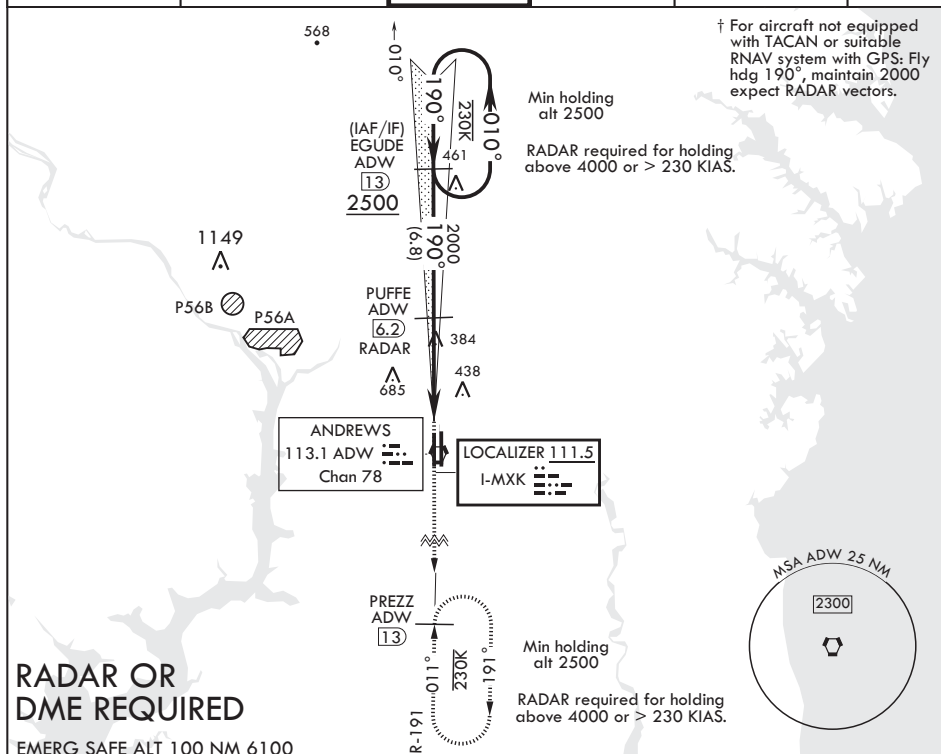 568
† For aircraft not equipped
with TACAN or suitable
RNAV system with GPS: Fly
hdg 190°, maintain 2000
expect RADAR vectors.
010°
190°
230K
010°
Min holding
alt 2500
RADAR required for holding
above 4000 or > 230 KIAS.
(IAF/IF)
EGUDE
ADW
13
2500
461
2000
190°
(6.8)
1149
P56B
P56A
PUFFE
ADW
6.2
RADAR
384
685
438
ANDREWS
113.1 ADW
Chan 78
LOCALIZER 111.5
I-MXK
PREZZ
ADW
13
011°
230K
191°
R-191
Min holding
alt 2500
RADAR required for holding
above 4000 or > 230 KIAS.
MSA ADW 25 NM
2300
RADAR OR
DME REQUIRED
EMERG SAFE ALT 100 NM 6100